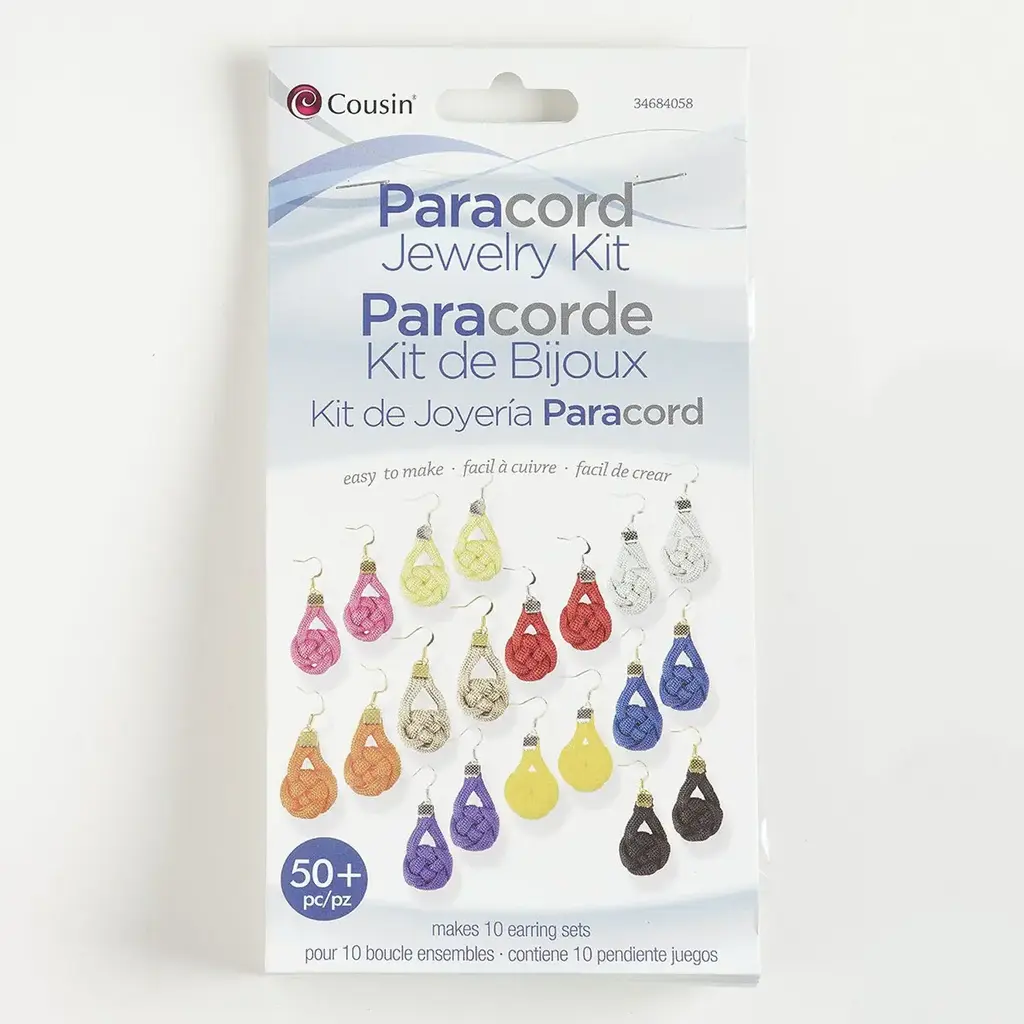 Cousin®
34684058
Paracord
Jewelry Kit
Paracorde
Kit de Bijoux
Kit de Joyería Paracord
easy to make · facil à cuivre · facil de crear
50+
pc/pz
makes 10 earring sets
pour 10 boucle ensembles · contiene 10 pendiente juegos